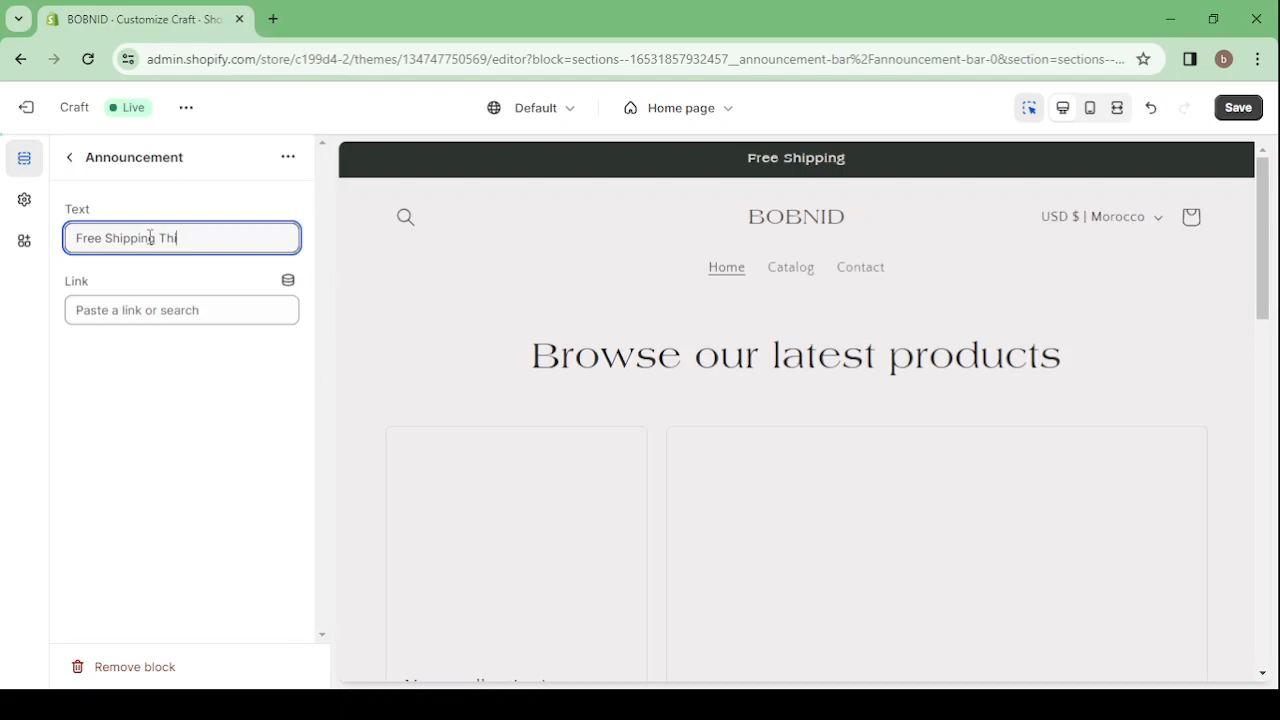 BOBNID · Customize Craft · Sho
admin.shopify.com/store/c199d4-2/themes/134747750569/editor?block=sections--16531857932457__announcement-bar%2Fannouncement-bar-0&section=sections--...
b
Craft
Live
Default
Home page
Save
Announcement
Text
Free Shipping Thi
Link
Paste a link or search
Remove block
Free Shipping
BOBNID
USD $ | Morocco
Home
Catalog
Contact
Browse our latest products